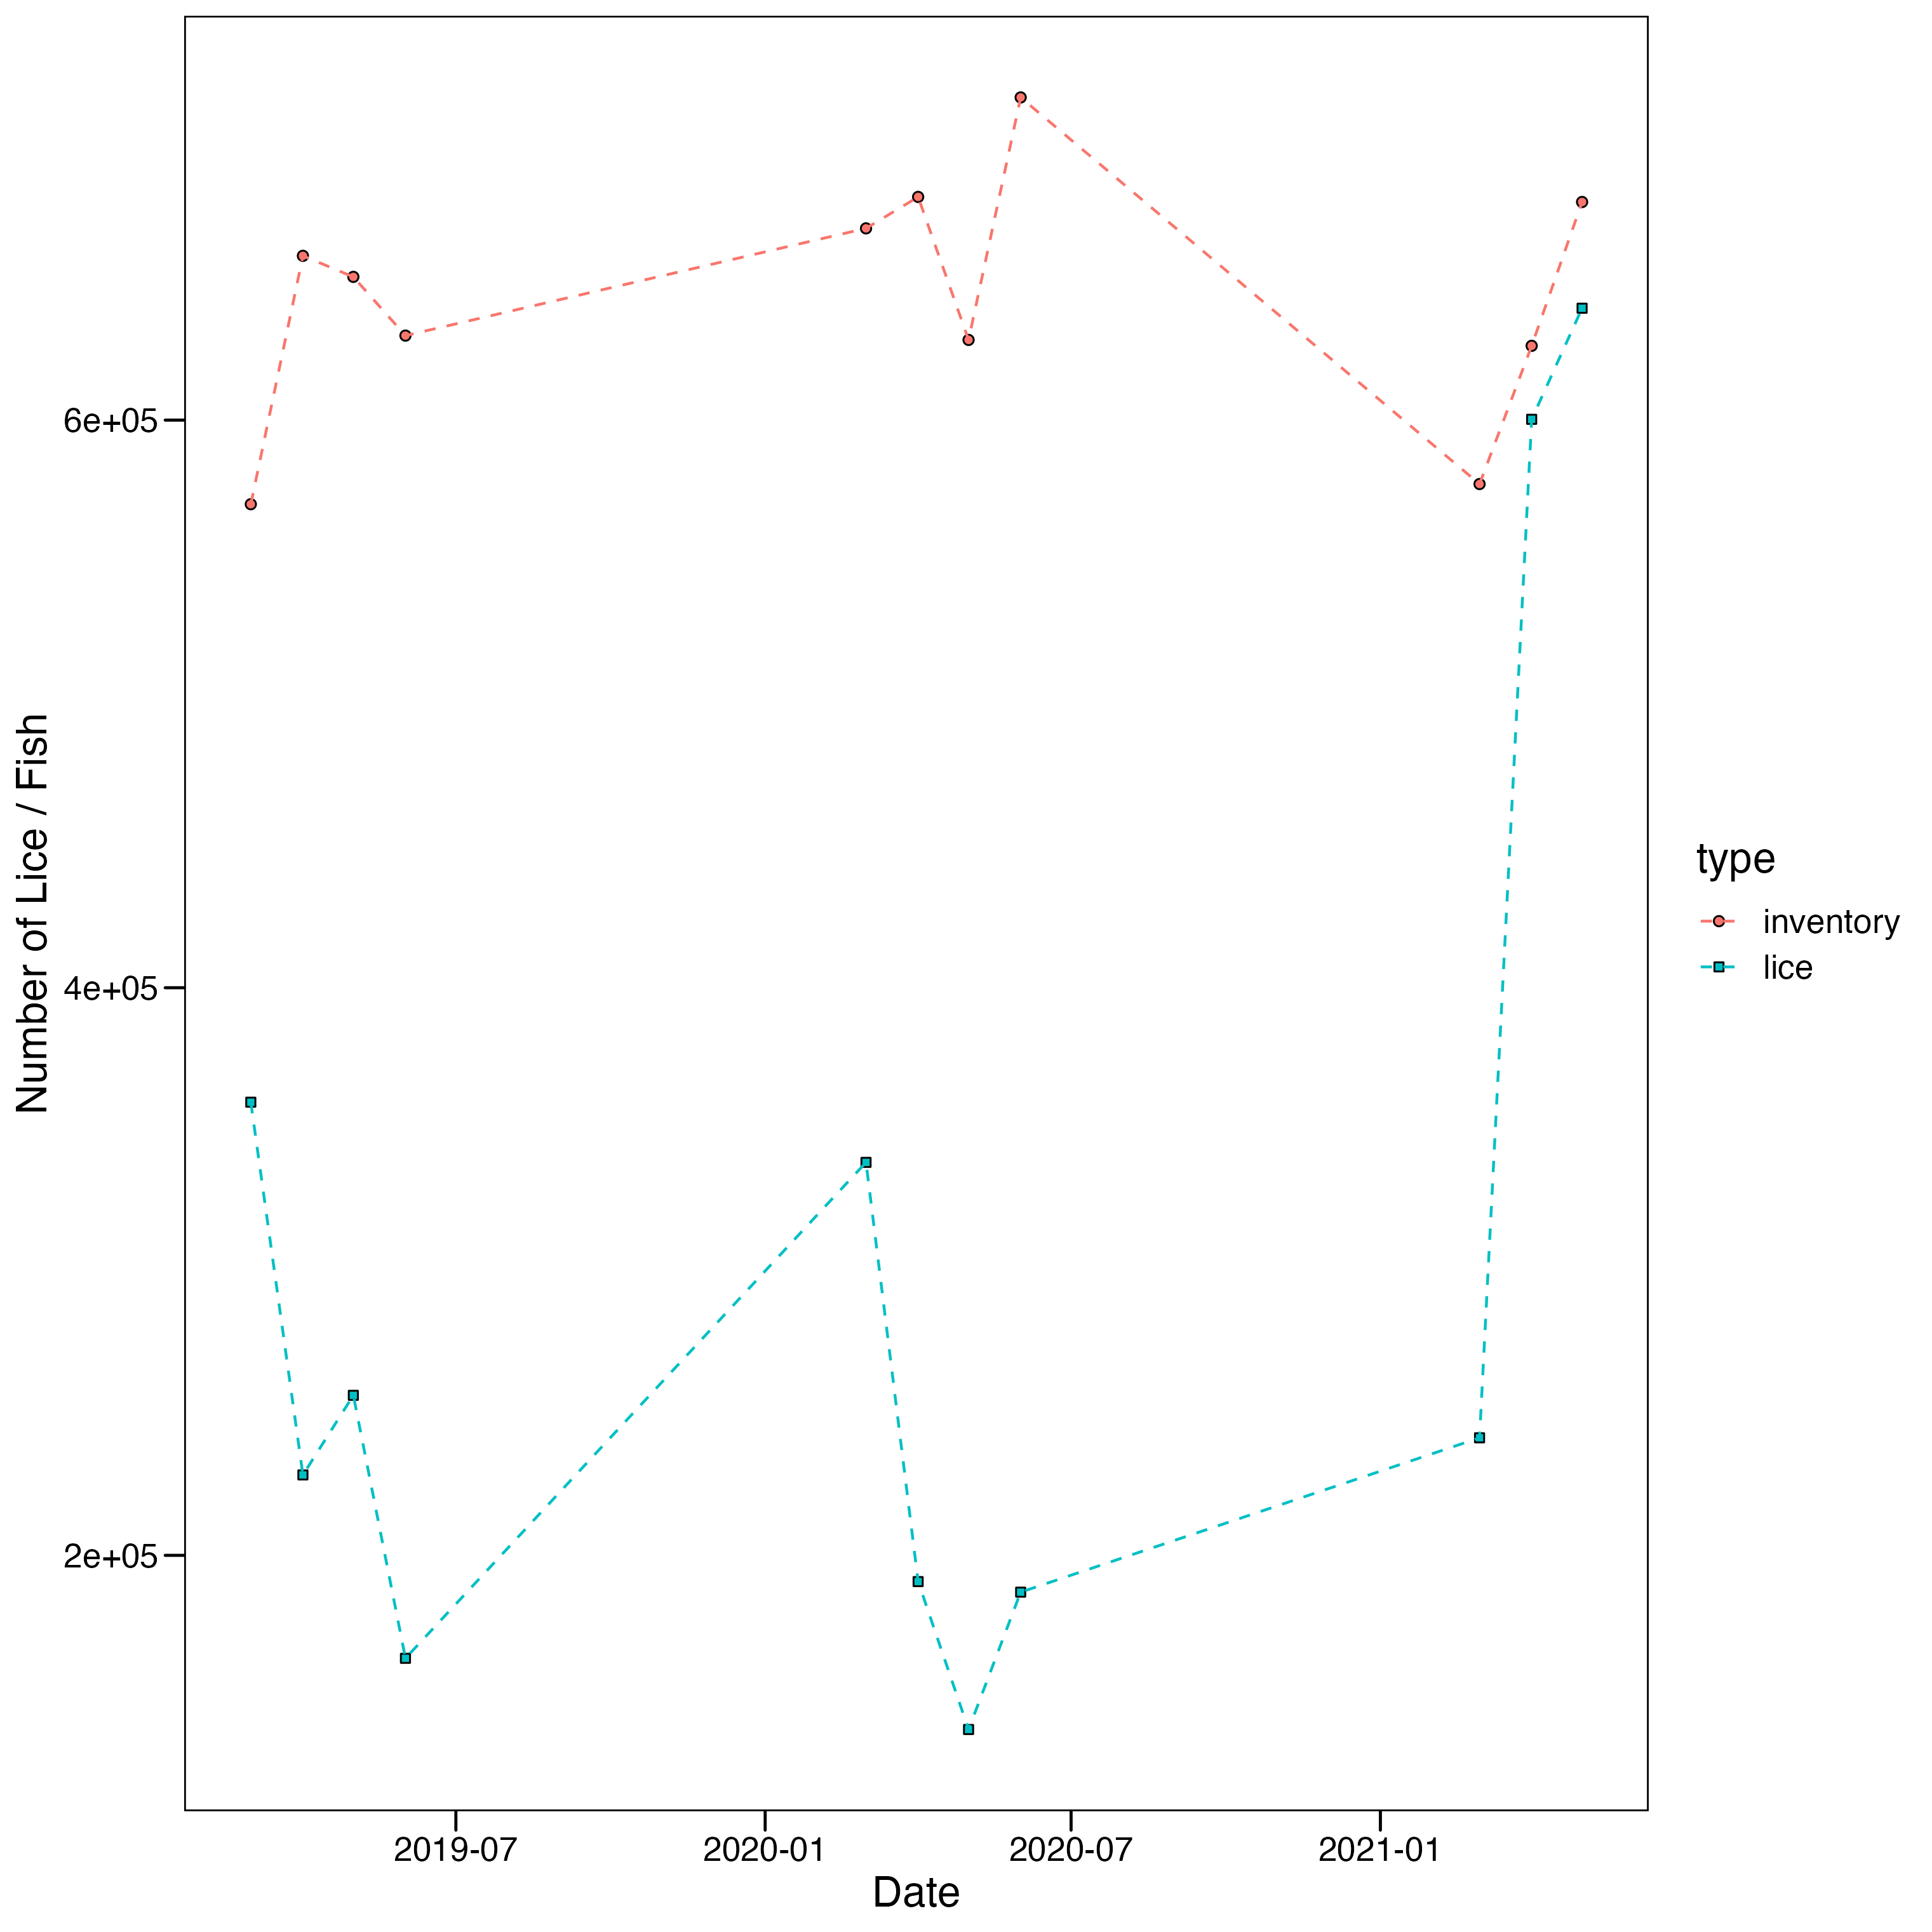 Number of Lice / Fish
6e+05
4e+05
2e+05
2019-07
2020-01
2020-07
2021-01
Date
type
inventory
lice